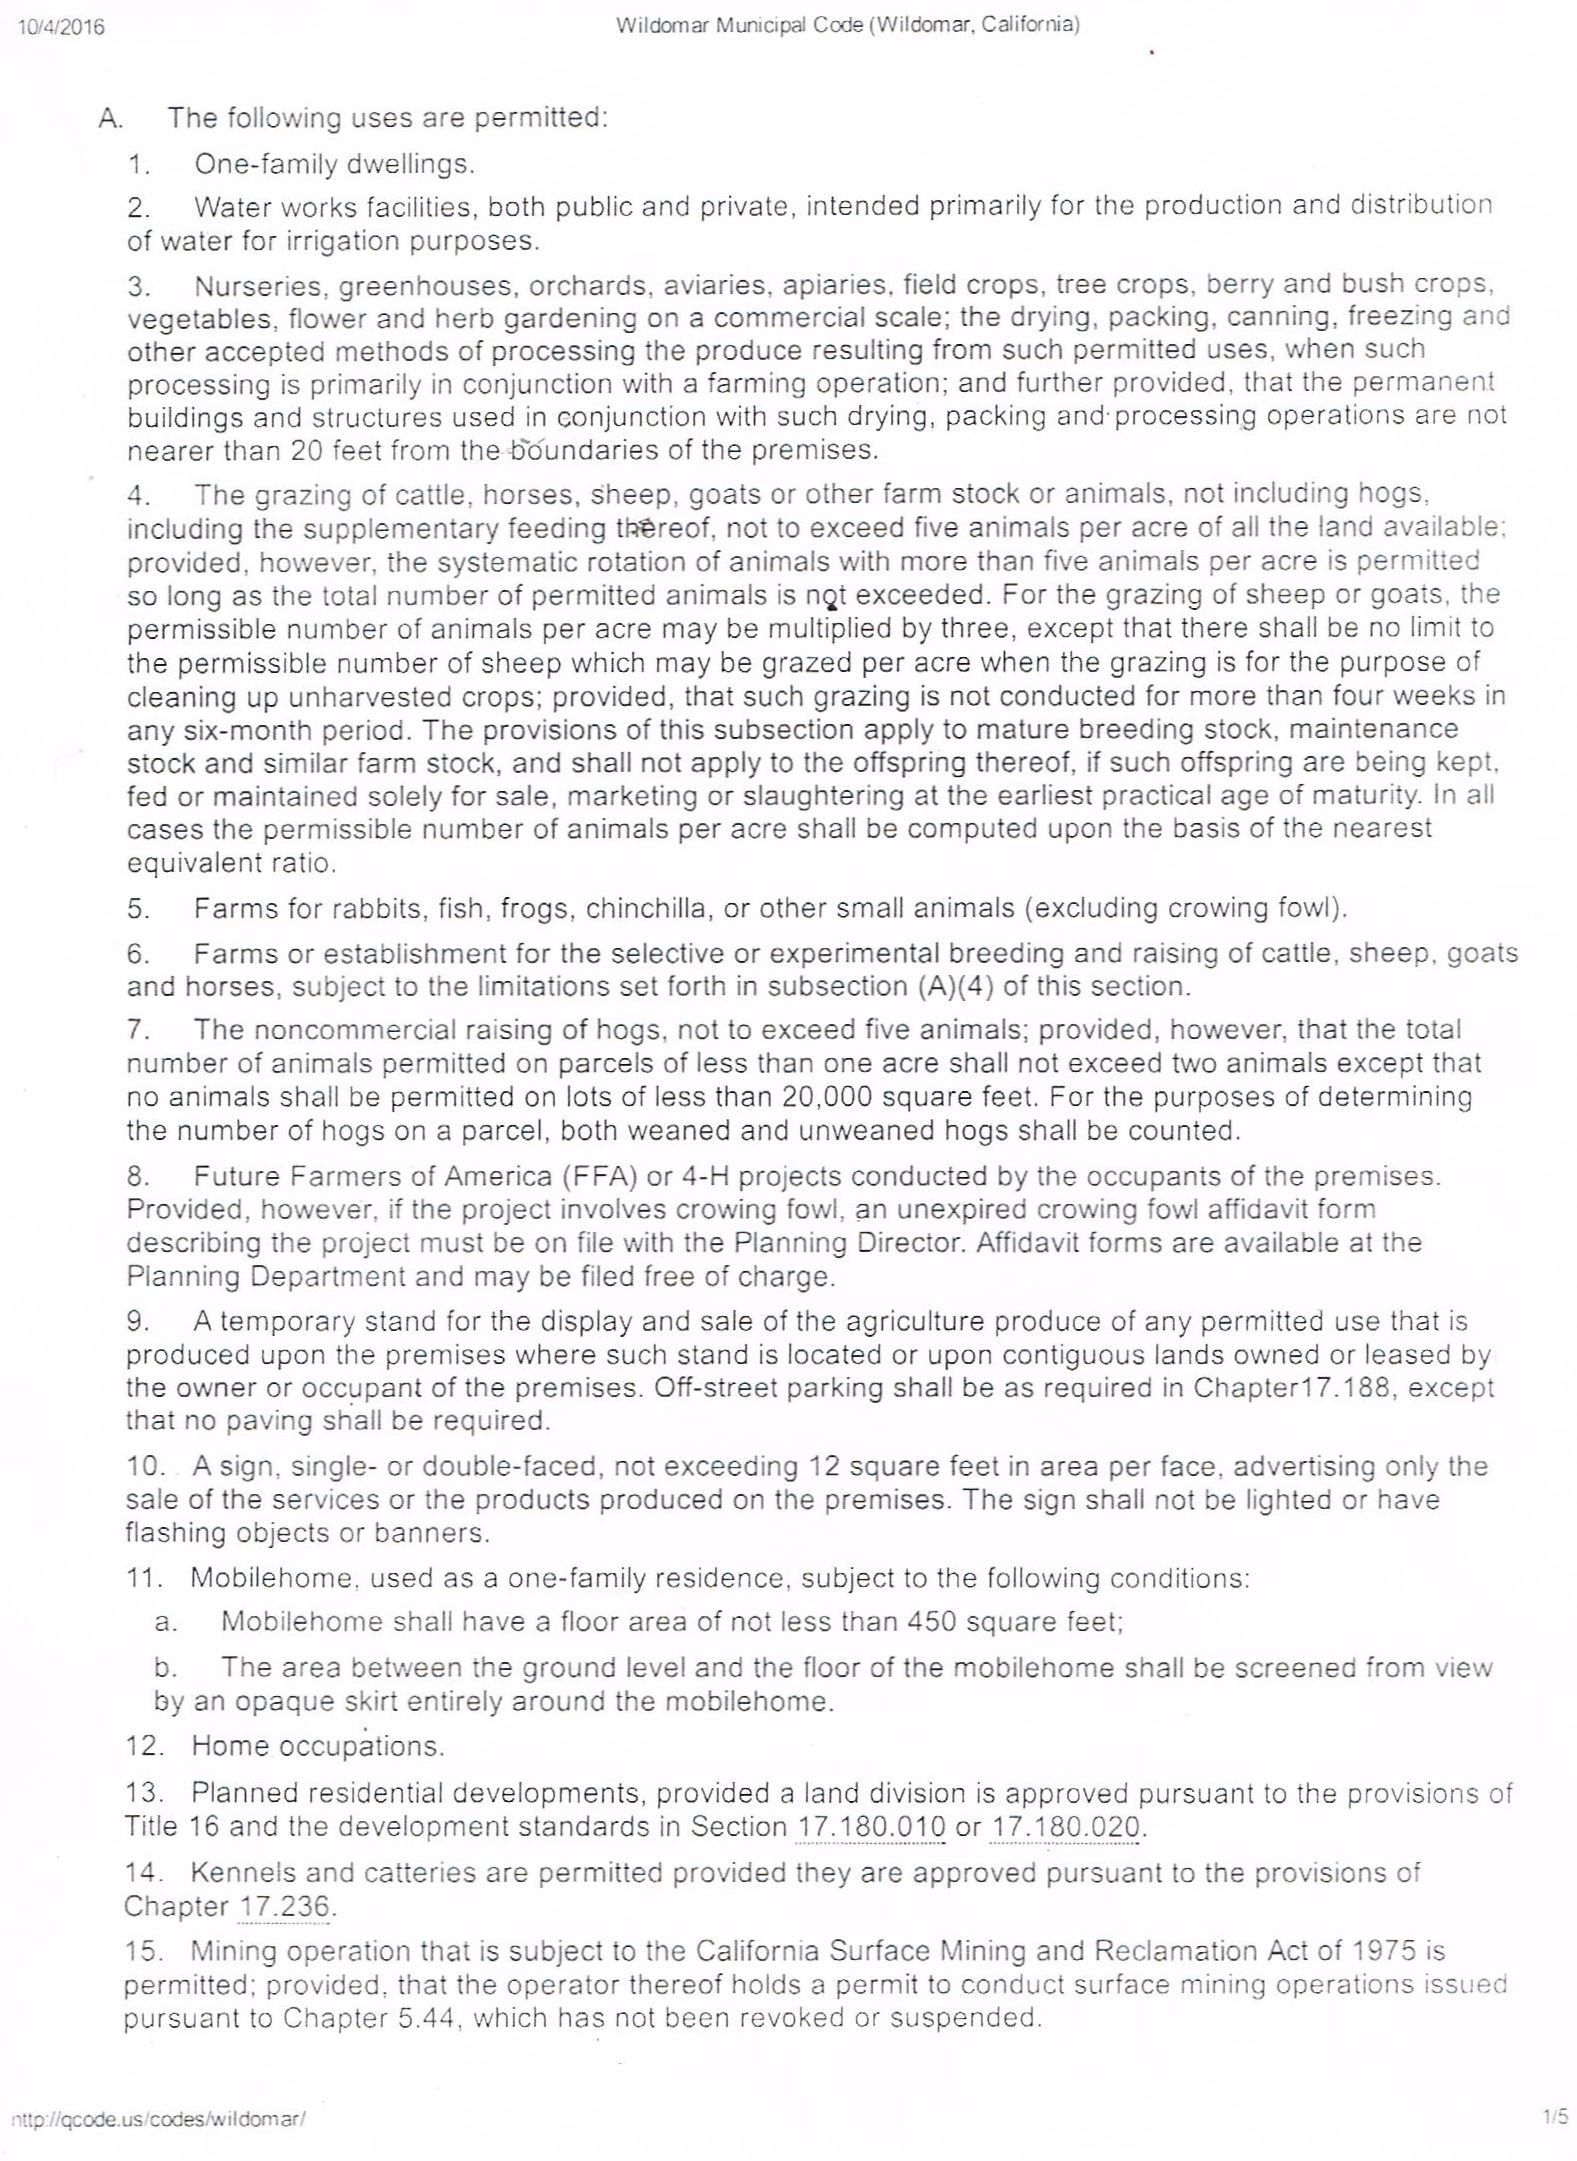 10/4/2016 Wildomar Municipal Code (Wildomar, California)
A. The following uses are permitted:
1. One-family dwellings.
2. Water works facilities, both public and private, intended primarily for the production and distribution
of water for irrigation purposes.
3. Nurseries, greenhouses, orchards, aviaries, apiaries, field crops, tree crops, berry and bush crops,
vegetables, flower and herb gardening on a commercial scale; the drying, packing, canning, freezing and
other accepted methods of processing the produce resulting from such permitted uses, when such
processing is primarily in conjunction with a farming operation; and further provided, that the permanent
buildings and structures used in conjunction with such drying, packing and processing operations are not
nearer than 20 feet from the boundaries of the premises.
4. The grazing of cattle, horses, sheep, goats or other farm stock or animals, not including hogs,
including the supplementary feeding thereof, not to exceed five animals per acre of all the land available;
provided, however, the systematic rotation of animals with more than five animals per acre is permitted
so long as the total number of permitted animals is not exceeded. For the grazing of sheep or goats, the
permissible number of animals per acre may be multiplied by three, except that there shall be no limit to
the permissible number of sheep which may be grazed per acre when the grazing is for the purpose of
cleaning up unharvested crops; provided, that such grazing is not conducted for more than four weeks in
any six-month period. The provisions of this subsection apply to mature breeding stock, maintenance
stock and similar farm stock, and shall not apply to the offspring thereof, if such offspring are being kept,
fed or maintained solely for sale, marketing or slaughtering at the earliest practical age of maturity. In all
cases the permissible number of animals per acre shall be computed upon the basis of the nearest
equivalent ratio.
5. Farms for rabbits, fish, frogs, chinchilla, or other small animals (excluding crowing fowl).
6. Farms or establishment for the selective or experimental breeding and raising of cattle, sheep, goats
and horses, subject to the limitations set forth in subsection (A)(4) of this section.
7. The noncommercial raising of hogs, not to exceed five animals; provided, however, that the total
number of animals permitted on parcels of less than one acre shall not exceed two animals except that
no animals shall be permitted on lots of less than 20,000 square feet. For the purposes of determining
the number of hogs on a parcel, both weaned and unweaned hogs shall be counted.
8. Future Farmers of America (FFA) or 4-H projects conducted by the occupants of the premises.
Provided, however, if the project involves crowing fowl, an unexpired crowing fowl affidavit form
describing the project must be on file with the Planning Director. Affidavit forms are available at the
Planning Department and may be filed free of charge.
9. A temporary stand for the display and sale of the agriculture produce of any permitted use that is
produced upon the premises where such stand is located or upon contiguous lands owned or leased by
the owner or occupant of the premises. Off-street parking shall be as required in Chapter17.188, except
that no paving shall be required.
10. A sign, single- or double-faced, not exceeding 12 square feet in area per face, advertising only the
sale of the services or the products produced on the premises. The sign shall not be lighted or have
flashing objects or banners.
11. Mobilehome, used as a one-family residence, subject to the following conditions:
a. Mobilehome shall have a floor area of not less than 450 square feet;
b. The area between the ground level and the floor of the mobilehome shall be screened from view
by an opaque skirt entirely around the mobilehome.
12. Home occupations.
13. Planned residential developments, provided a land division is approved pursuant to the provisions of
Title 16 and the development standards in Section 17.180.010 or 17.180.020.
14. Kennels and catteries are permitted provided they are approved pursuant to the provisions of
Chapter 17.236.
15. Mining operation that is subject to the California Surface Mining and Reclamation Act of 1975 is
permitted; provided, that the operator thereof holds a permit to conduct surface mining operations issued
pursuant to Chapter 5.44, which has not been revoked or suspended.
http://qcode.us/codes/wildomar/ 1/5